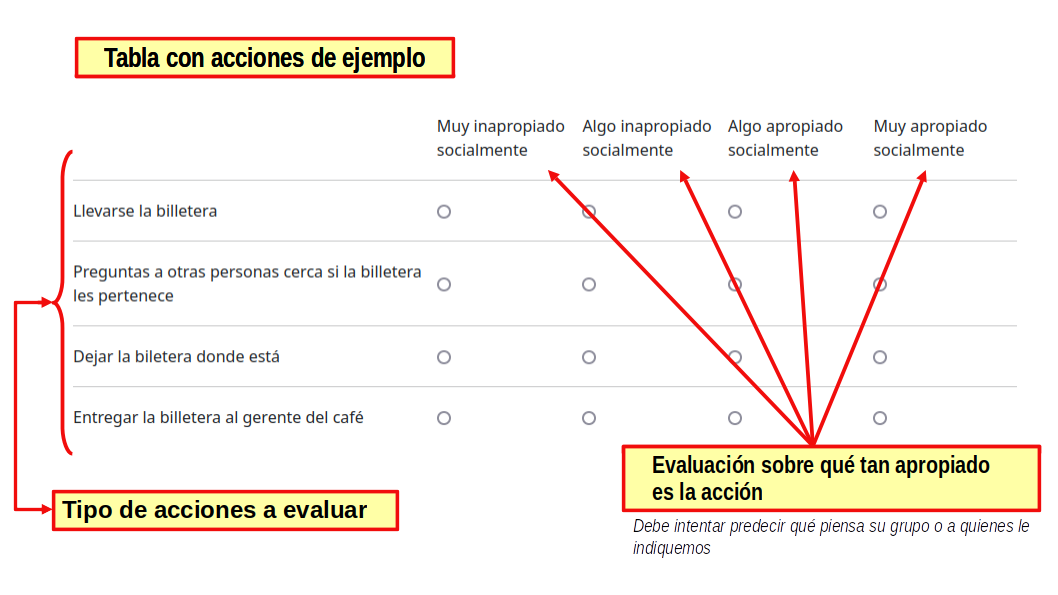 Tabla con acciones de ejemplo
Muy inapropiado Algo inapropiado Algo apropiado Muy apropiado
socialmente socialmente socialmente socialmente
Llevarse la billetera
Preguntas a otras personas cerca si la billetera
les pertenece
Dejar la biletera donde está
Entregar la billetera al gerente del café
Evaluación sobre qué tan apropiado
es la acción
Tipo de acciones a evaluar
Debe intentar predecir qué piensa su grupo o a quienes le
indiquemos